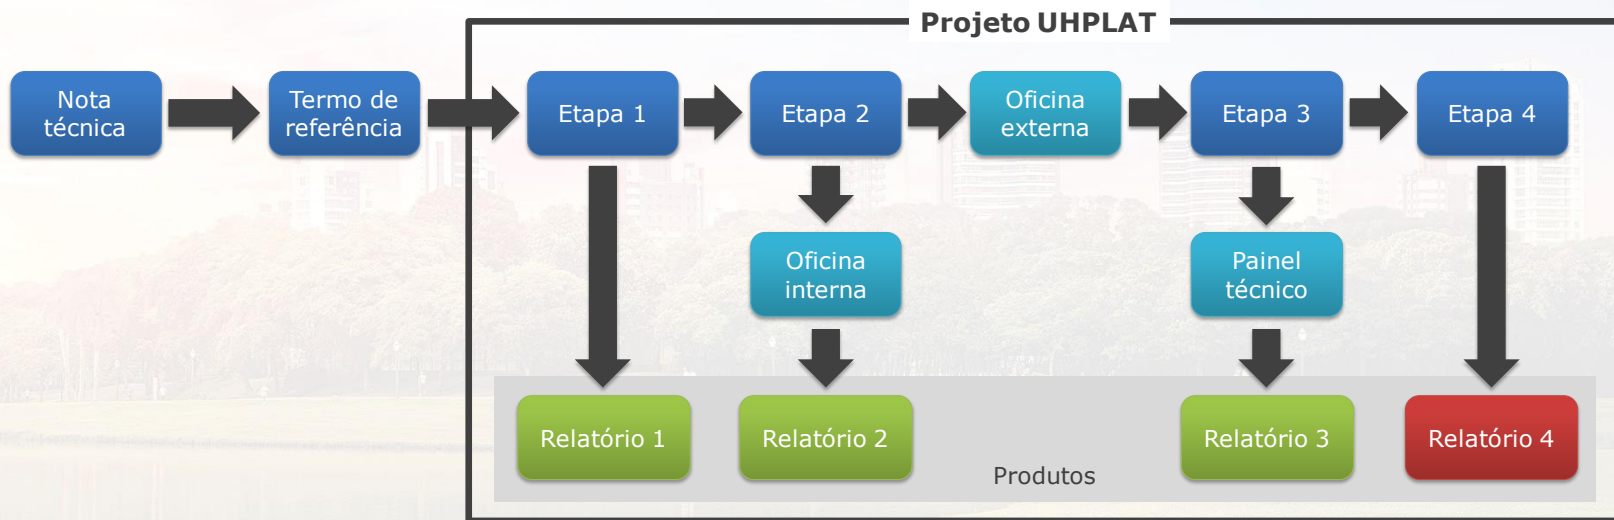 Projeto UHPLAT
Nota
técnica
Termo de
referência
Etapa 1
Etapa 2
Oficina
externa
Etapa 3
Etapa 4
Oficina
interna
Painel
técnico
Relatório 1
Relatório 2
Relatório 3
Relatório 4
Produtos